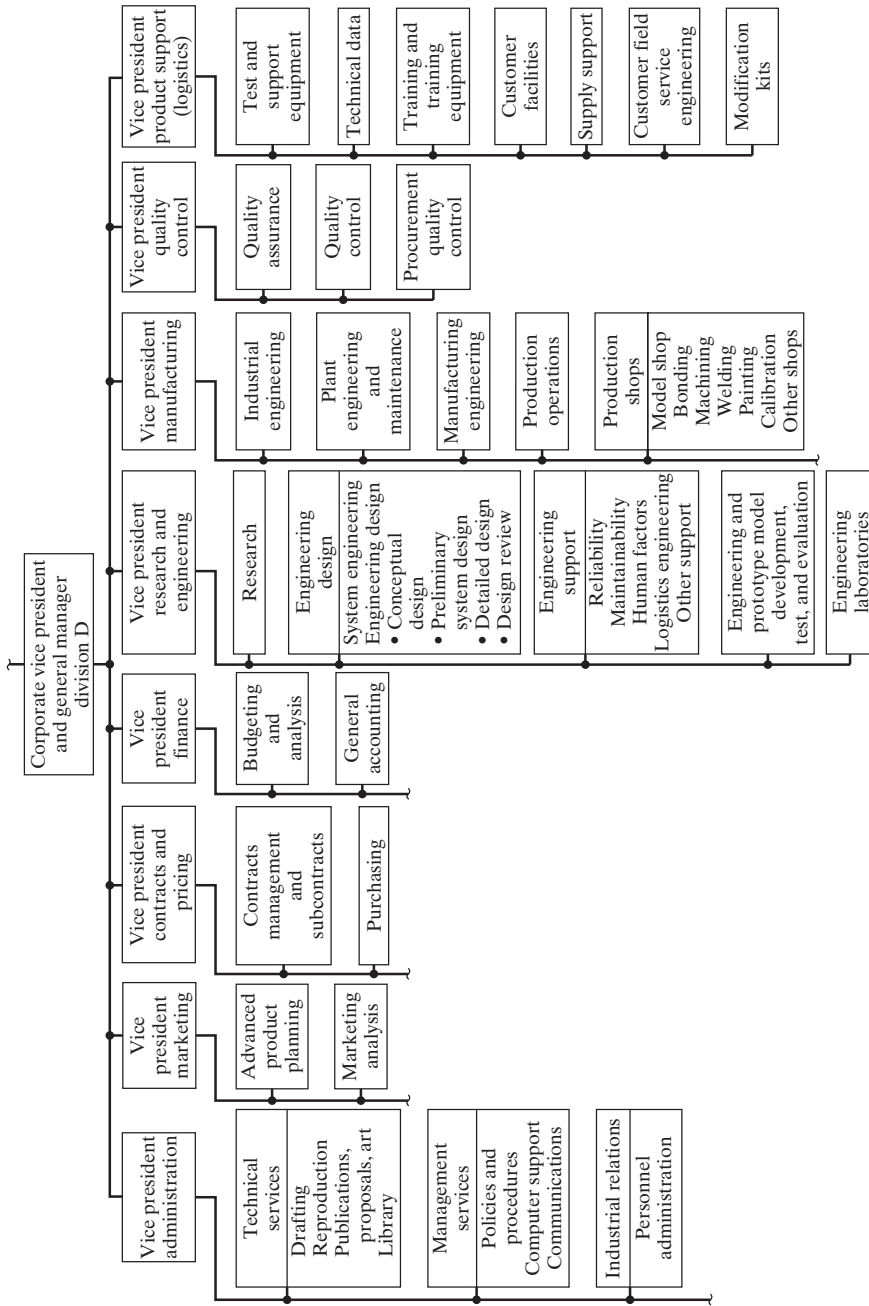 Corporate vice president
and general manager
division D
Vice president
administration
Technical
services
Drafting
Reproduction
Publications,
proposals, art
Library
Management
services
Policies and
procedures
Computer support
Communications
Industrial relations
Personnel
administration
Vice
president
marketing
Advanced
product
planning
Marketing
analysis
Vice president
contracts and
pricing
Contracts
management
and
subcontracts
Purchasing
Vice
president
finance
Budgeting
and
analysis
General
accounting
Vice president
research and
engineering
Research
Engineering
design
System engineering
Engineering design
• Conceptual
design
• Preliminary
system design
• Detailed design
• Design review
Engineering
support
Reliability
Maintainability
Human factors
Logistics engineering
Other support
Engineering and
prototype model
development,
test, and evaluation
Engineering
laboratories
Vice president
manufacturing
Industrial
engineering
Plant
engineering
and
maintenance
Manufacturing
engineering
Production
operations
Production
shops
Model shop
Bonding
Machining
Welding
Painting
Calibration
Other shops
Vice president
quality
control
Quality
assurance
Quality
control
Procurement
quality
control
Vice president
product support
(logistics)
Test and
support
equipment
Technical data
Training and
training
equipment
Customer
facilities
Supply support
Customer field
service
engineering
Modification
kits